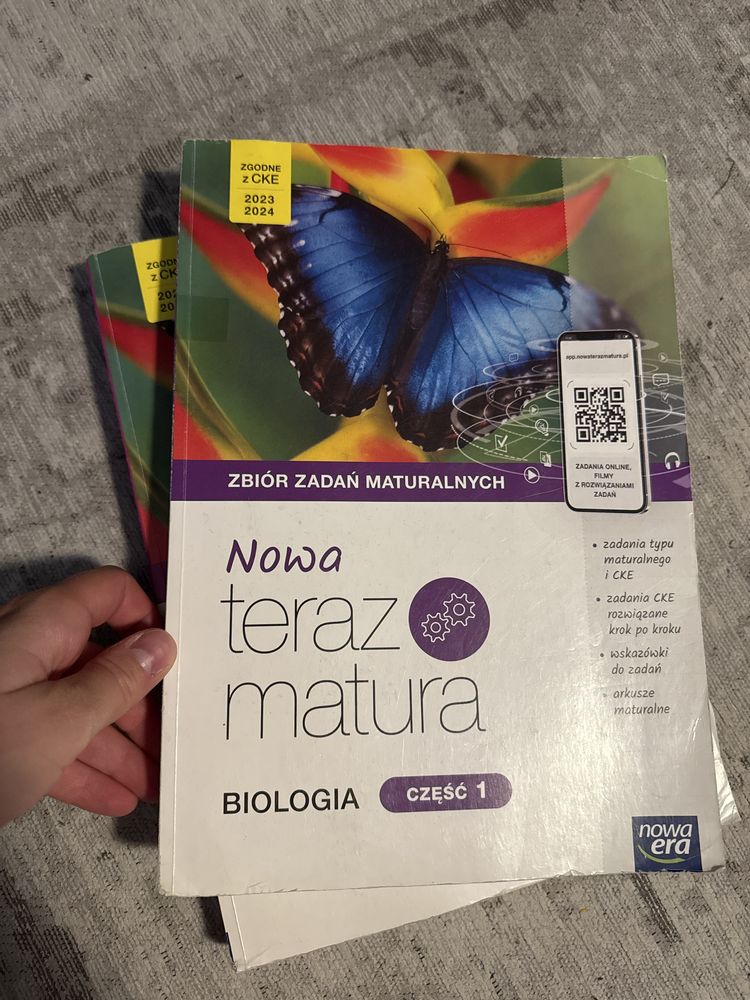 ZGODNE
z CKE
2023
2024
ZGODNE
z CK
app.nowaterazmatura.pl
ZADANIA ONLINE,
FILMY
Z ROZWIĄZANIAMI
ZADAŃ
ZBIÓR ZADAŃ MATURALNYCH
Nowa
teraz
matura
• zadania typu
maturalnego
i CKE
• zadania CKE
rozwiązane
krok po kroku
• wskazówki
do zadań
• arkusze
maturalne
BIOLOGIA CZĘŚĆ 1
nowa
era